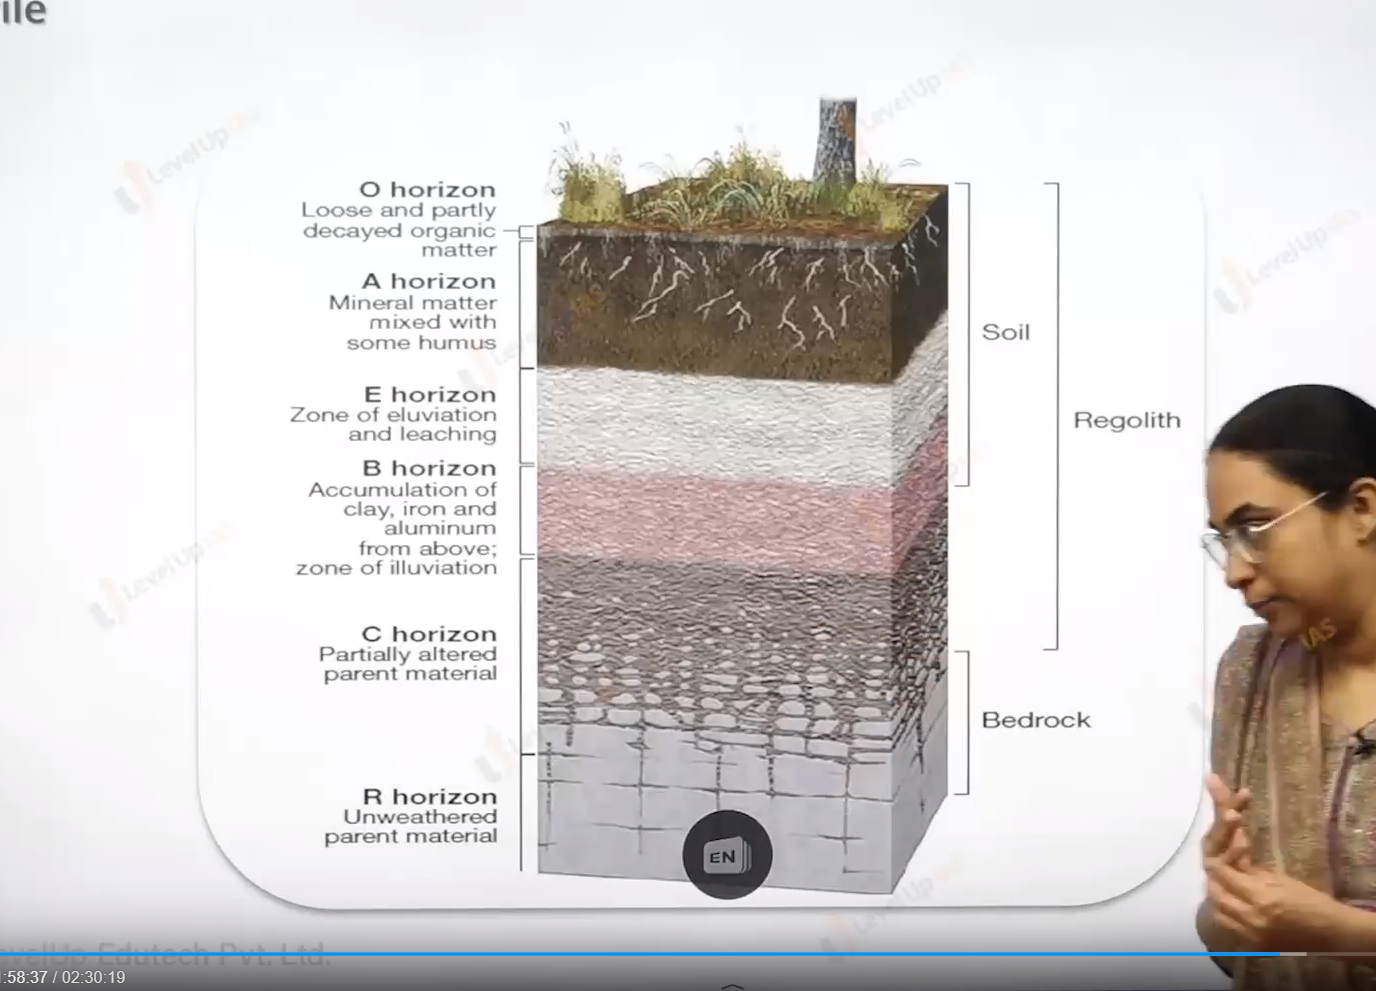 ile
O horizon
Loose and partly
decayed organic
matter
A horizon
Mineral matter
mixed with
some humus
E horizon
Zone of eluviation
and leaching
B horizon
Accumulation of
clay, iron and
aluminum
from above;
zone of illuviation
C horizon
Partially altered
parent material
R horizon
Unweathered
parent material
Soil
Regolith
Bedrock
EN
LevelUp IAS
LevelUp
LevelUp
LevelUp
IAS
evelUp Edutech Pvt. Ltd.
:58:37 / 02:30:19